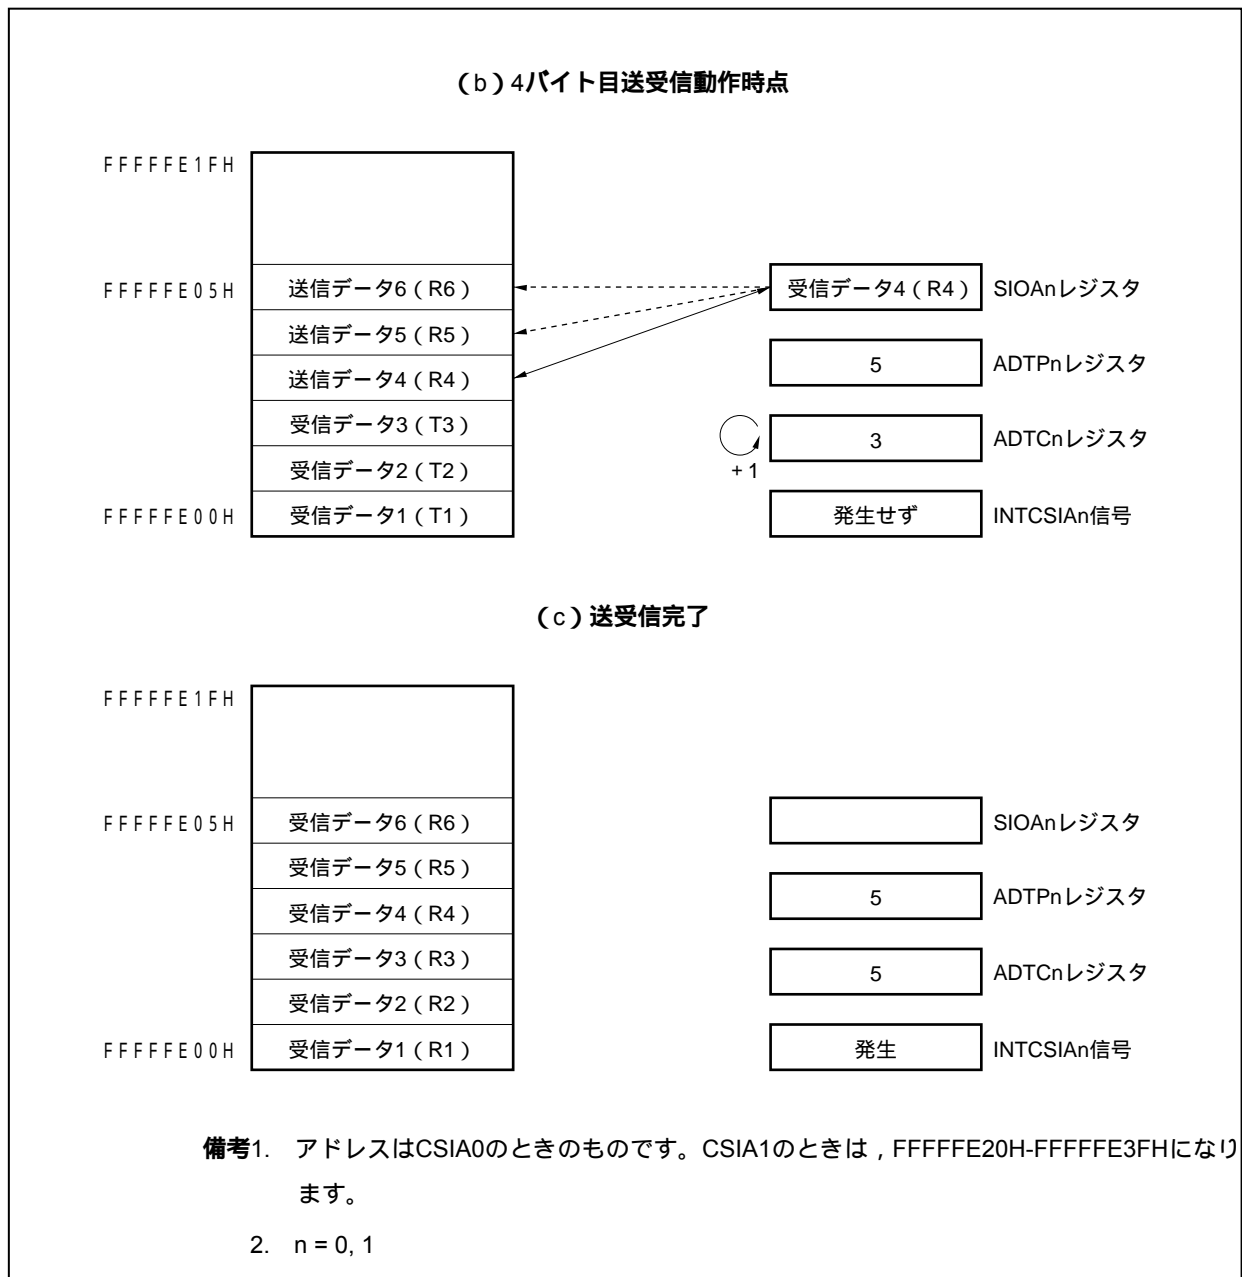 （b）4バイト目送受信動作時点
FFFFFE1FH
FFFFFE05H 送信データ6（R6） 受信データ4（R4） SIOAnレジスタ
送信データ5（R5）
送信データ4（R4） 5 ADTPnレジスタ
受信データ3（T3） 3 ADTCnレジスタ
受信データ2（T2） +1
FFFFFE00H 受信データ1（T1） 発生せず INTCSIAn信号
（c）送受信完了
FFFFFE1FH
FFFFFE05H 受信データ6（R6） SIOAnレジスタ
受信データ5（R5） 5 ADTPnレジスタ
受信データ4（R4）
受信データ3（R3） 5 ADTCnレジスタ
受信データ2（R2）
FFFFFE00H 受信データ1（R1） 発生 INTCSIAn信号
備考1. アドレスはCSIA0のときのものです。CSIA1のときは，FFFFFE20H-FFFFFE3FHになり
ます。
2. n = 0, 1